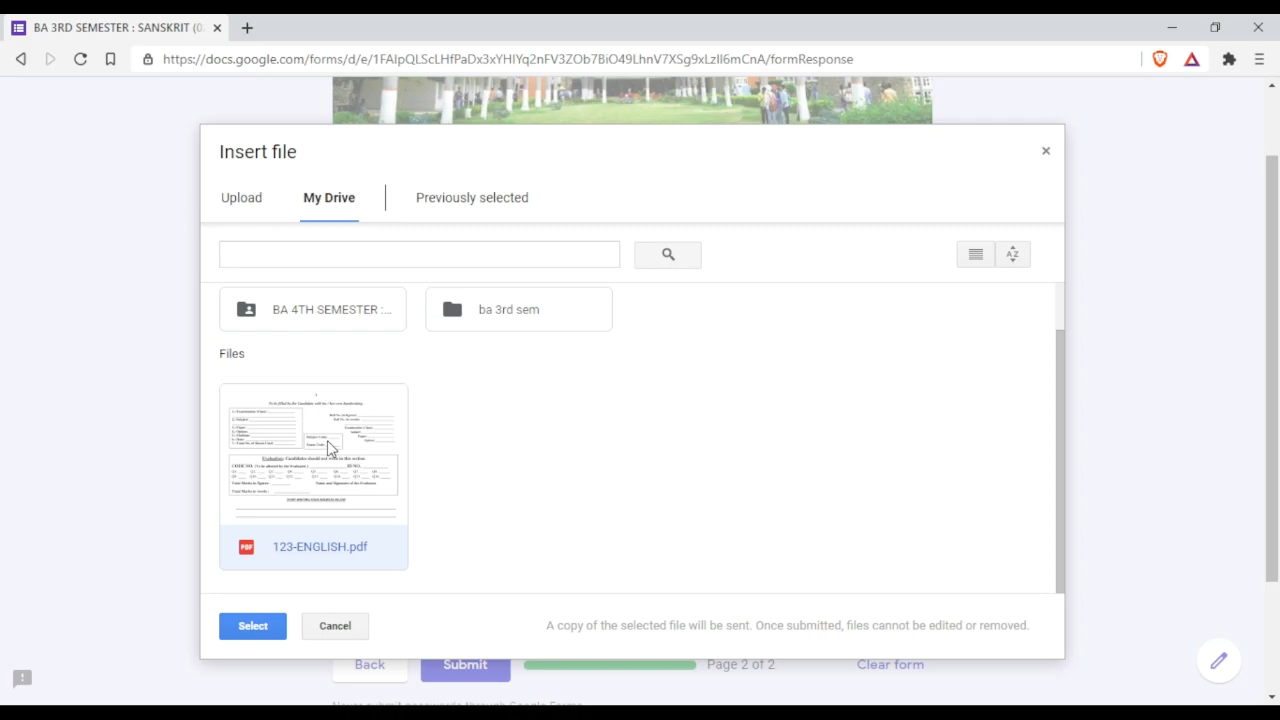 BA 3RD SEMESTER : SANSKRIT (0
https://docs.google.com/forms/d/e/1FAIpQLScLHfPaDx3xYHIYq2nFV3ZOb7BiO49LhnV7XSg9xLzIl6mCnA/formResponse
Insert file
Upload
My Drive
Previously selected
BA 4TH SEMESTER :...
ba 3rd sem
Files
123-ENGLISH.pdf
Select
Cancel
A copy of the selected file will be sent. Once submitted, files cannot be edited or removed.
Back
Submit
Page 2 of 2
Clear form